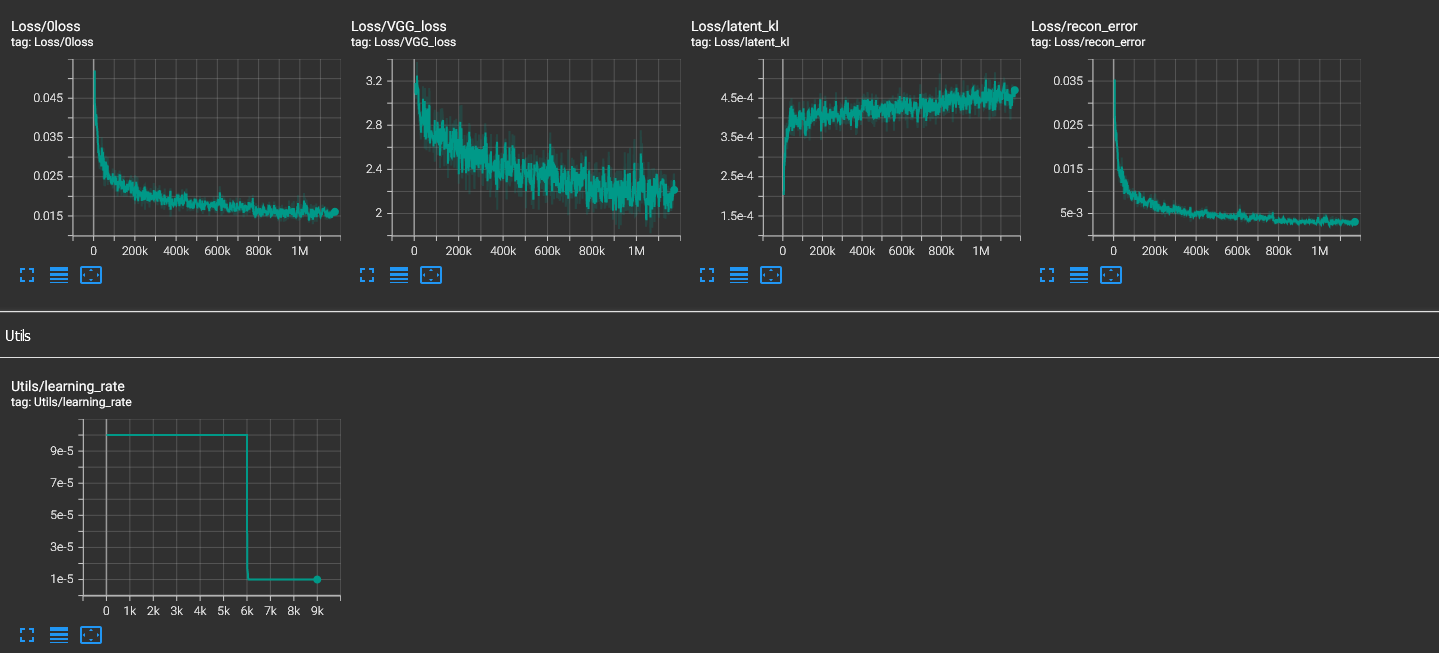 Loss/0loss
tag: Loss/0loss
0.045
0.035
0.025
0.015
0 200k 400k 600k 800k 1M
Loss/VGG_loss
tag: Loss/VGG_loss
3.2
2.8
2.4
2
0 200k 400k 600k 800k 1M
Loss/latent_kl
tag: Loss/latent_kl
4.5e-4
3.5e-4
2.5e-4
1.5e-4
0 200k 400k 600k 800k 1M
Loss/recon_error
tag: Loss/recon_error
0.035
0.025
0.015
5e-3
0 200k 400k 600k 800k 1M
Utils
Utils/learning_rate
tag: Utils/learning_rate
9e-5
7e-5
5e-5
3e-5
1e-5
0 1k 2k 3k 4k 5k 6k 7k 8k 9k